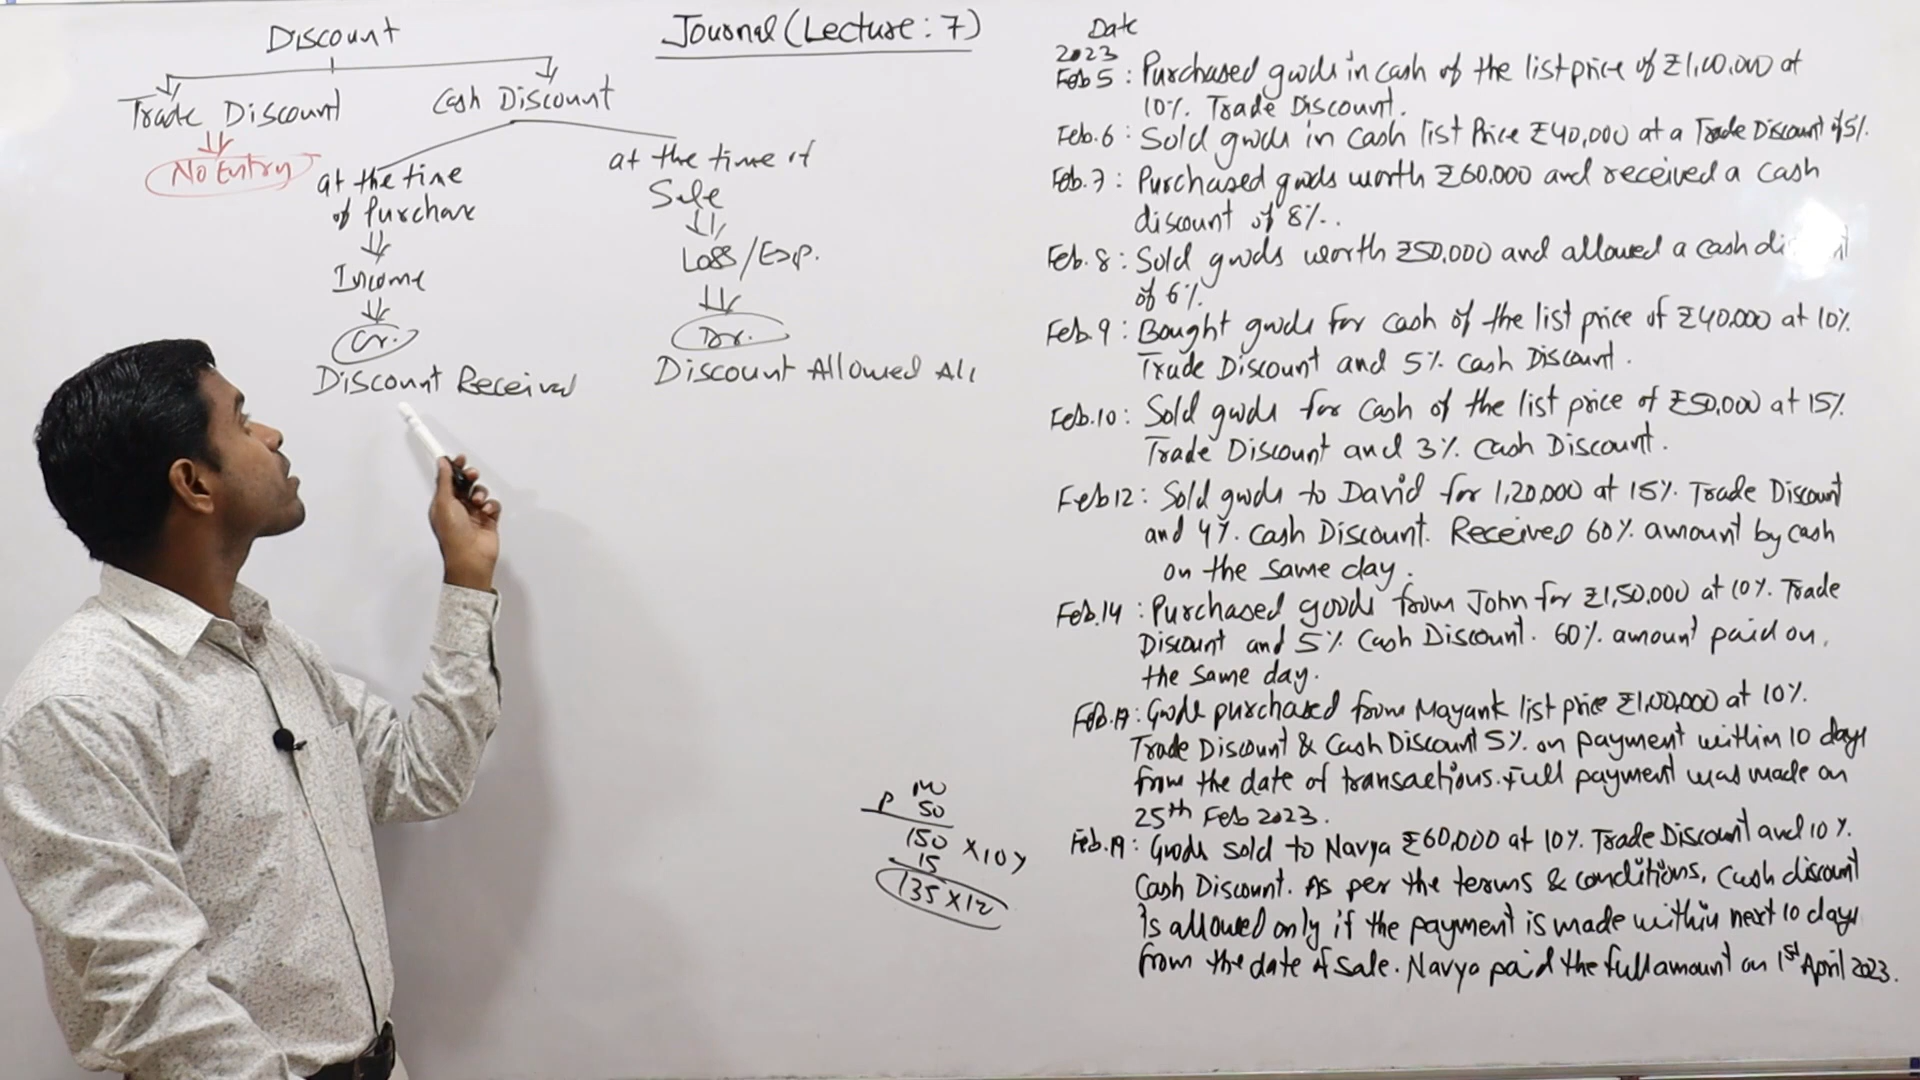 Discount
Journal (Lecture : 7)
Trade Discount
Cash Discount
No Entry
at the time
of Purchase
Income
Cr.
Discount Received
at the time of
Sale
Loss/Exp.
Dr.
Discount Allowed A/c
100
P 50
150 X10%
15
135 X12
Date
2023
Feb 5 : Purchased goods in cash of the list price of ₹1,00,000 at
10% Trade Discount.
Feb. 6 : Sold goods in cash list Price ₹40,000 at a Trade Discount of 5%.
Feb. 7 : Purchased goods worth ₹60,000 and received a cash
discount of 8%..
Feb. 8 : Sold goods worth ₹50,000 and allowed a cash
of 6%.
Feb. 9 : Bought goods for cash of the list price of ₹40,000 at 10%
Trade Discount and 5% Cash Discount.
Feb.10 : Sold goods for cash of the list price of ₹50,000 at 15%
Trade Discount and 3% Cash Discount.
Feb 12 : Sold goods to David for 1,20,000 at 15% Trade Discount
and 4%. Cash Discount. Received 60% amount by cash
on the same day.
Feb.14 : Purchased goods from John for ₹1,50,000 at 10% Trade
Discount and 5% Cash Discount. 60% amount paid on.
the same day.
Feb. 17 : Goods purchased from Mayank list price ₹1,00,000 at 10%.
Trade Discount & Cash Discount 5% on payment within 10 days
from the date of transactions. Full payment was made on
25th Feb 2023.
Feb. 19 : Goods sold to Navya ₹60,000 at 10% Trade Discount and 10%.
Cash Discount. As per the terms & conditions, Cash discount
is allowed only if the payment is made within next 10 days
from the date of sale. Navya paid the full amount on 1st April 2023.